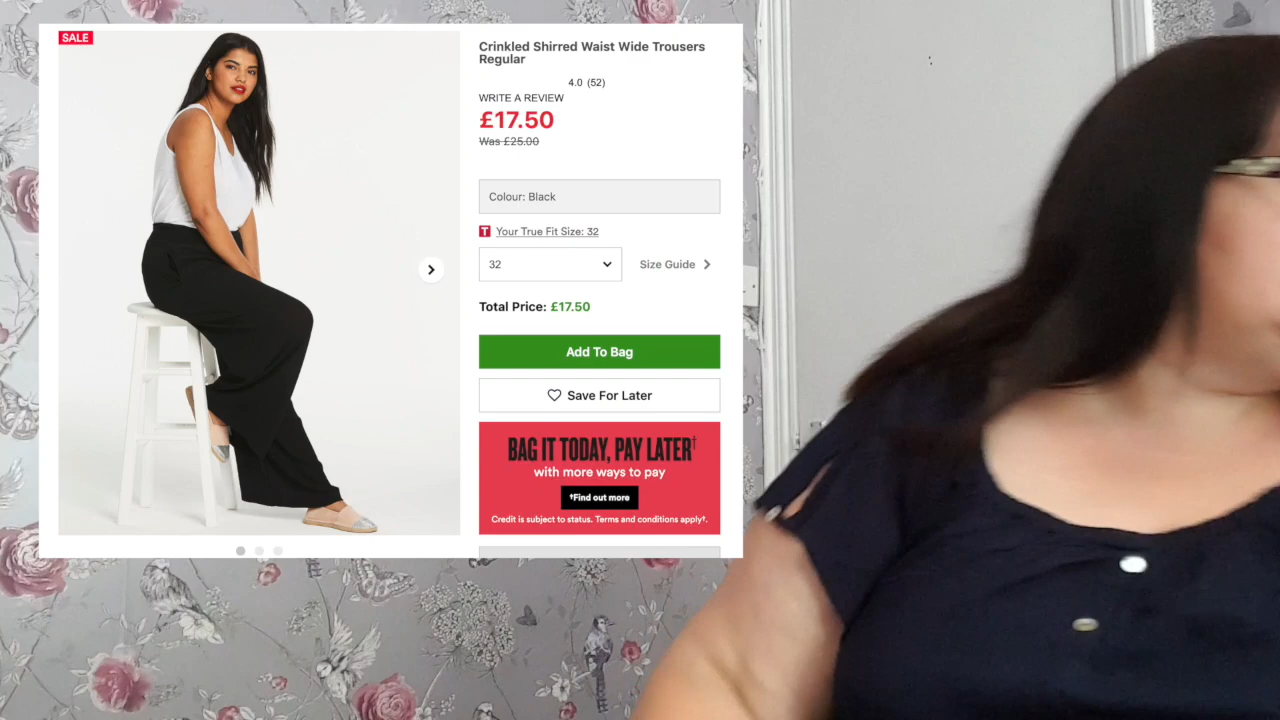 SALE
Crinkled Shirred Waist Wide Trousers
Regular
4.0 (52)
WRITE A REVIEW
£17.50
Was £25.00
Colour: Black
T Your True Fit Size: 32
32
Size Guide
Total Price: £17.50
Add To Bag
Save For Later
BAG IT TODAY, PAY LATER†
with more ways to pay
†Find out more
Credit is subject to status. Terms and conditions apply†.